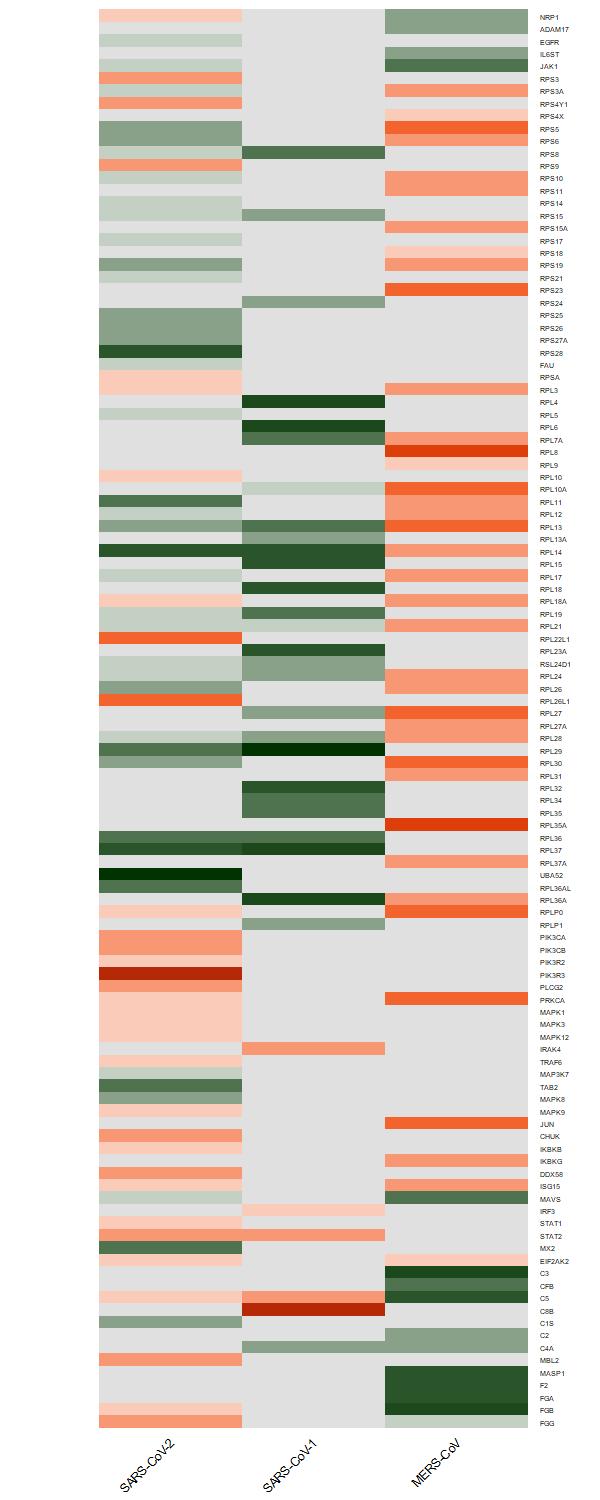 NRP1
ADAM17
EGFR
IL6ST
JAK1
RPS3
RPS3A
RPS4Y1
RPS4X
RPS5
RPS6
RPS8
RPS9
RPS10
RPS11
RPS14
RPS15
RPS15A
RPS17
RPS18
RPS19
RPS21
RPS23
RPS24
RPS25
RPS26
RPS27A
RPS28
FAU
RPSA
RPL3
RPL4
RPL5
RPL6
RPL7A
RPL8
RPL9
RPL10
RPL10A
RPL11
RPL12
RPL13
RPL13A
RPL14
RPL15
RPL17
RPL18
RPL18A
RPL19
RPL21
RPL22L1
RPL23A
RSL24D1
RPL24
RPL26
RPL26L1
RPL27
RPL27A
RPL28
RPL29
RPL30
RPL31
RPL32
RPL34
RPL35
RPL35A
RPL36
RPL37
RPL37A
UBA52
RPL36AL
RPL36A
RPLP0
RPLP1
PIK3CA
PIK3CB
PIK3R2
PIK3R3
PLCG2
PRKCA
MAPK1
MAPK3
MAPK12
IRAK4
TRAF6
MAP3K7
TAB2
MAPK8
MAPK9
JUN
CHUK
IKBKB
IKBKG
DDX58
ISG15
MAVS
IRF3
STAT1
STAT2
MX2
EIF2AK2
C3
CFB
C5
C8B
C1S
C2
C4A
MBL2
MASP1
F2
FGA
FGB
FGG
SARS-CoV-2
SARS-CoV-1
MERS-CoV